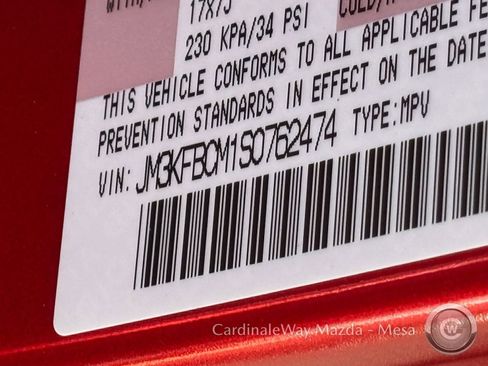 17X7J
230 KPA/34 PSI
COLD/
THIS VEHICLE CONFORMS TO ALL APPLICABLE
PREVENTION STANDARDS IN EFFECT ON THE DATE
VIN: JM3KFBCM1S0762474 TYPE:MPV
CardinaleWay Mazda - Mesa